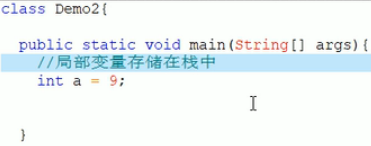 class Demo2{
public static void main(String[] args){
//局部变量存储在栈中
int a = 9;
}